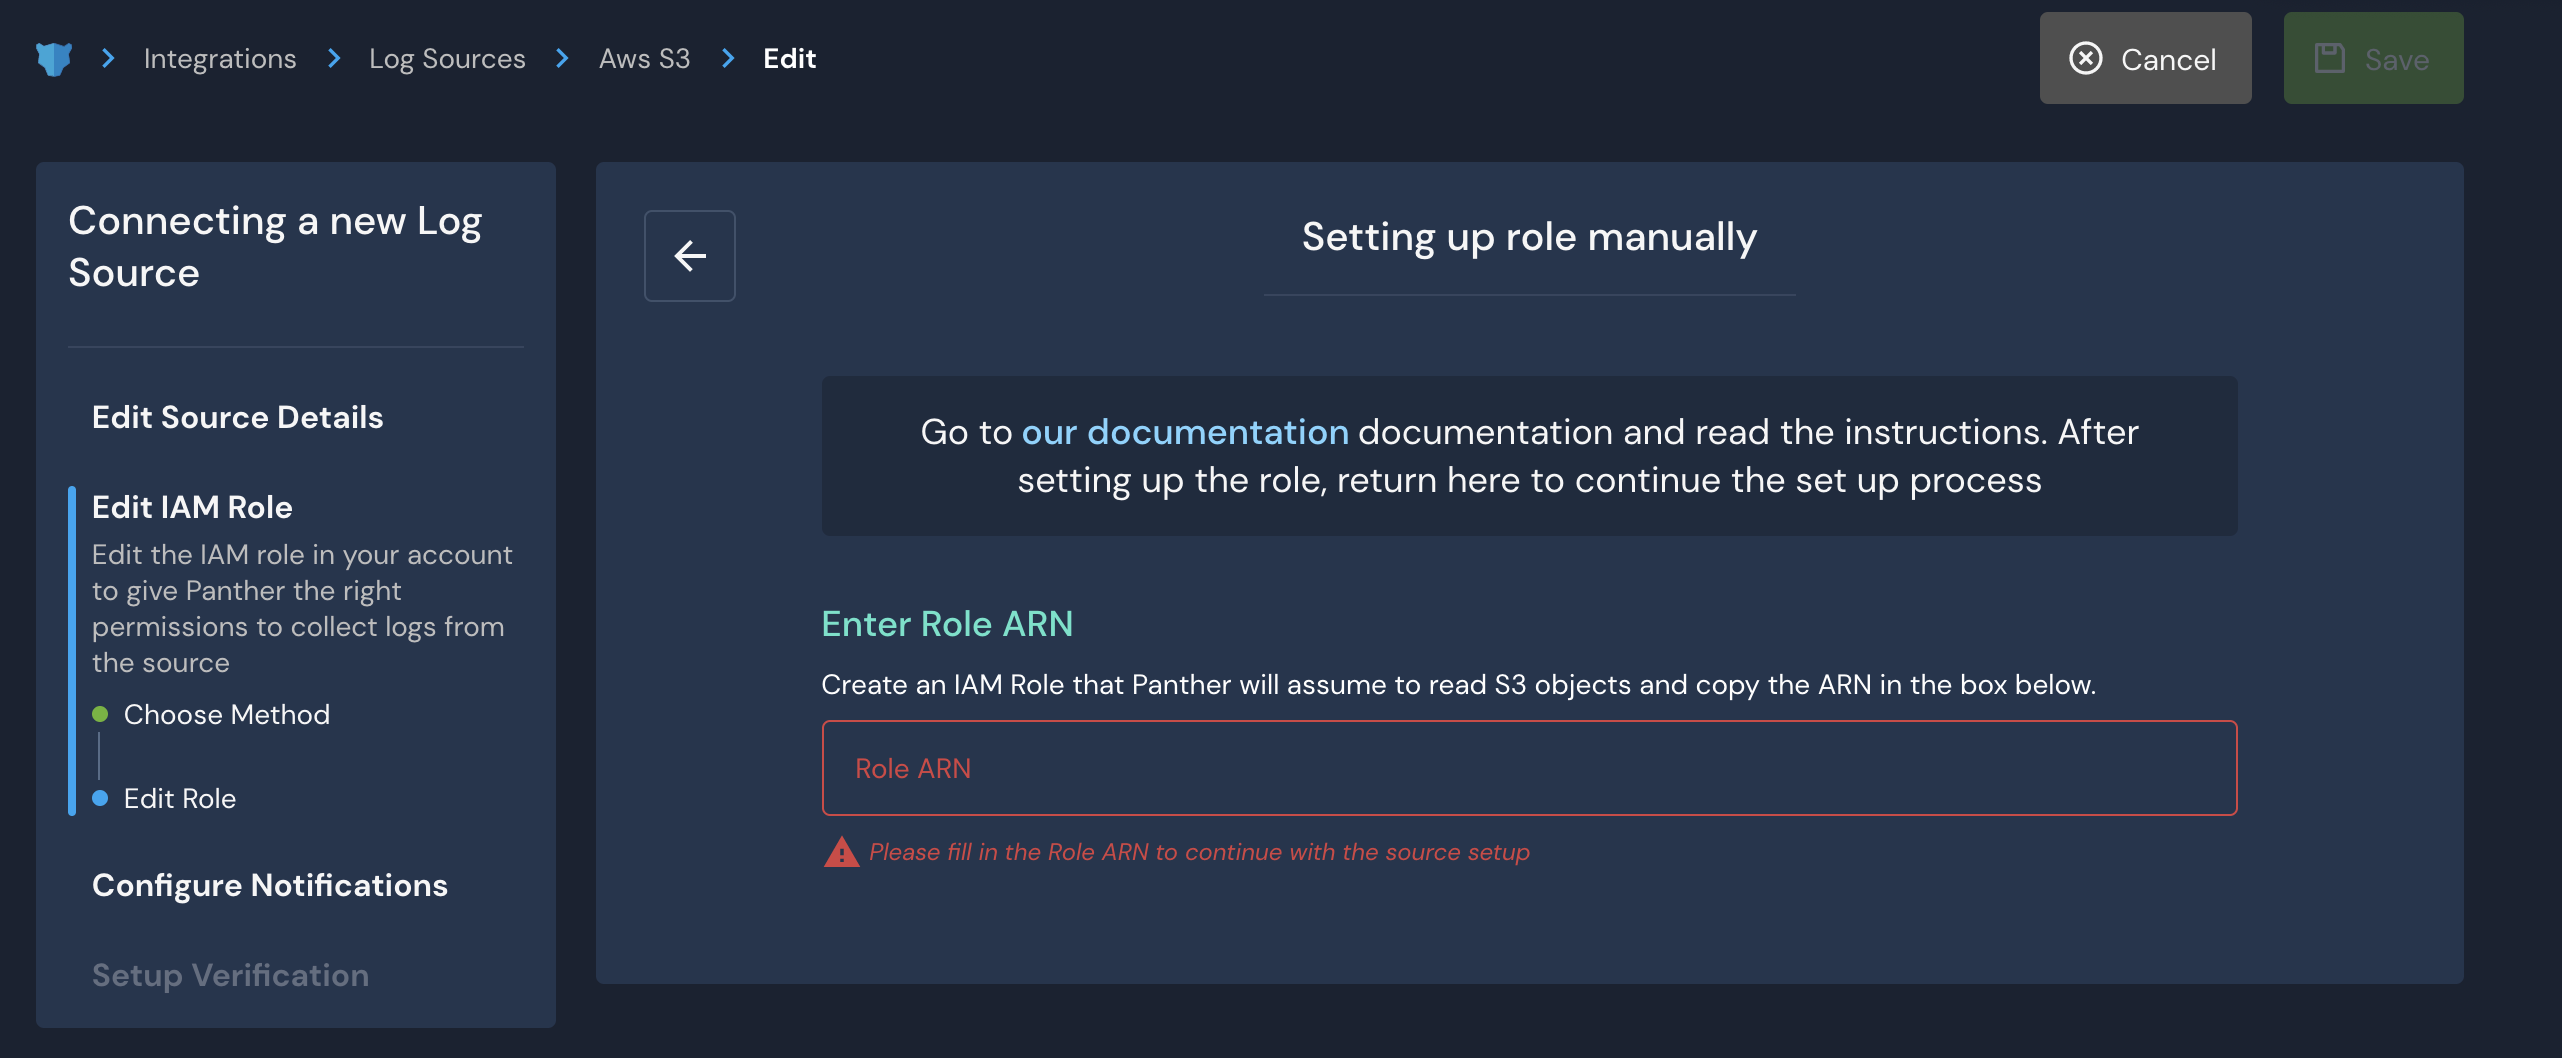 Integrations
Log Sources
Aws S3
Edit
Cancel
Save
Connecting a new Log
Source
Edit Source Details
Edit IAM Role
Edit the IAM role in your account
to give Panther the right
permissions to collect logs from
the source
Choose Method
Edit Role
Configure Notifications
Setup Verification
Setting up role manually
Go to our documentation documentation and read the instructions. After
setting up the role, return here to continue the set up process
Enter Role ARN
Create an IAM Role that Panther will assume to read S3 objects and copy the ARN in the box below.
Role ARN
Please fill in the Role ARN to continue with the source setup